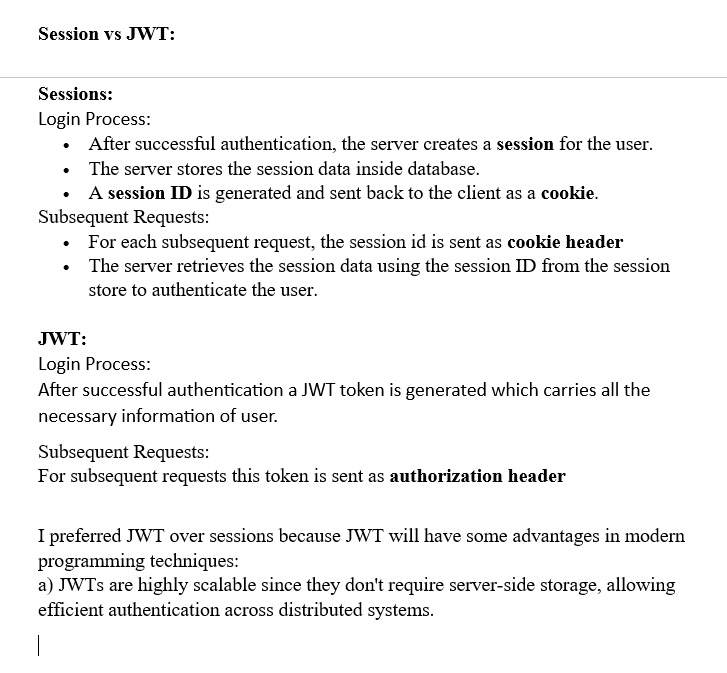 Session vs JWT:
Sessions:
Login Process:
• After successful authentication, the server creates a session for the user.
• The server stores the session data inside database.
• A session ID is generated and sent back to the client as a cookie.
Subsequent Requests:
• For each subsequent request, the session id is sent as cookie header
• The server retrieves the session data using the session ID from the session
store to authenticate the user.
JWT:
Login Process:
After successful authentication a JWT token is generated which carries all the
necessary information of user.
Subsequent Requests:
For subsequent requests this token is sent as authorization header
I preferred JWT over sessions because JWT will have some advantages in modern
programming techniques:
a) JWTs are highly scalable since they don't require server-side storage, allowing
efficient authentication across distributed systems.